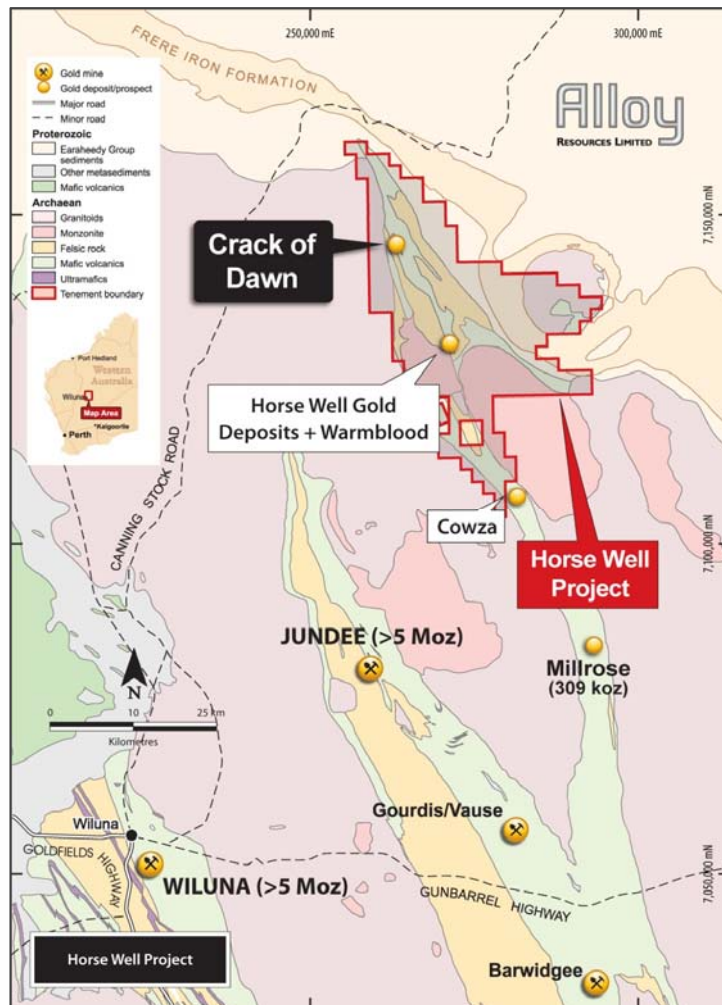 250,000 mE
300,000 mE
FRERE IRON FORMATION
Alloy
RESOURCES LIMITED
Gold mine
Gold deposit/prospect
Major road
Minor road
Proterozoic
Earaheedy Group
sediments
Other metasediments
Mafic volcanics
Archaean
Granitoids
Monzonite
Felsic rock
Mafic volcanics
Ultramafics
Tenement boundary
Port Hedland
Western
Australia
Wiluna
Map Area
Perth
Kalgoorlie
7,150,000 mN
Crack of
Dawn
Horse Well Gold
Deposits + Warmblood
CANNING STOCK ROAD
Cowza
7,100,000 mN
Horse Well
Project
JUNDEE (>5 Moz)
Millrose
(309 koz)
N
0 10 25 km
Kilometres
Gourdis/Vause
Wiluna
GOLDFIELDS HIGHWAY
WILUNA (>5 Moz)
GUNBARREL HIGHWAY
7,050,000 mN
Horse Well Project
Barwidgee